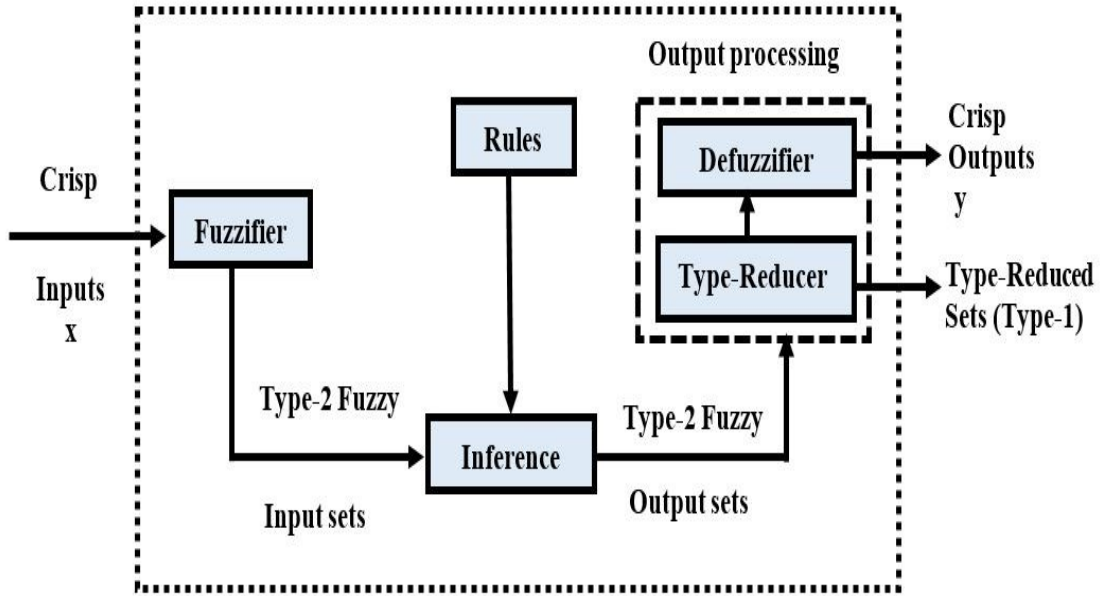 Output processing
Rules
Defuzzifier
Crisp
Outputs
y
Crisp
Fuzzifier
Inputs
x
Type-Reducer
Type-Reduced
Sets (Type-1)
Type-2 Fuzzy
Input sets
Inference
Type-2 Fuzzy
Output sets